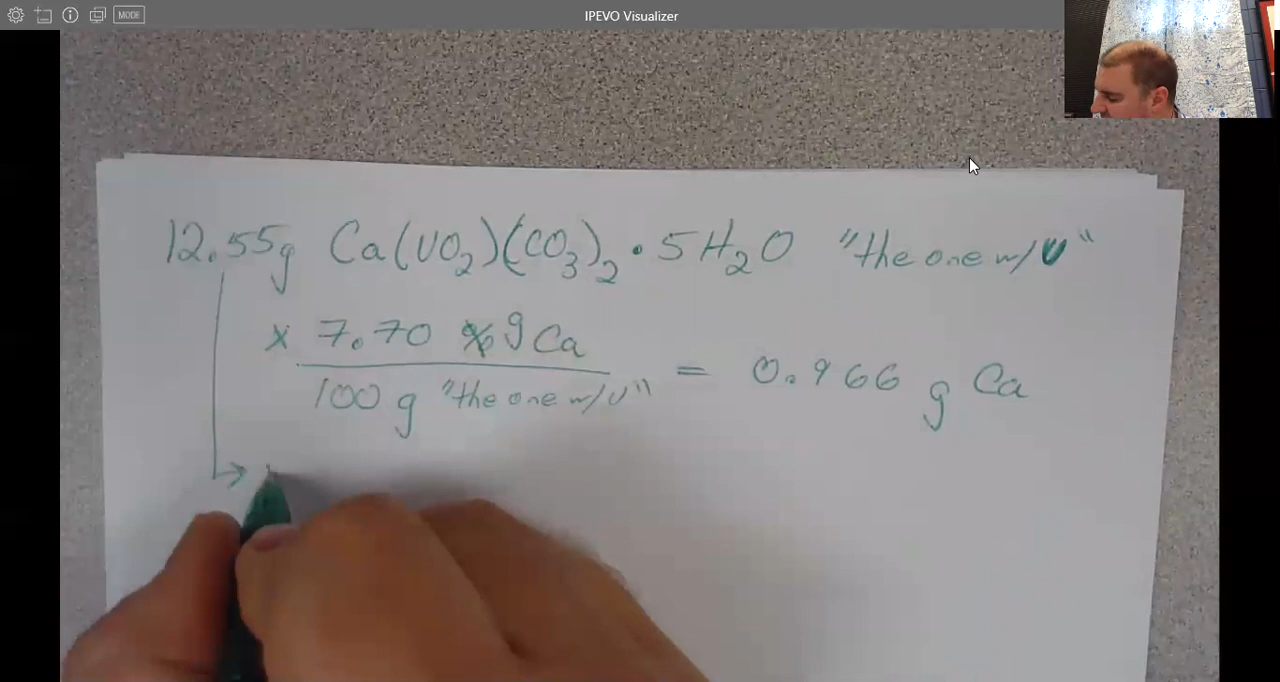 MODE
IPEVO Visualizer
12.55g Ca(UO2)(CO3)2 • 5H2O "the one w/U"
x 7.70 % g Ca
100 g "the one w/U" = 0.966 g Ca